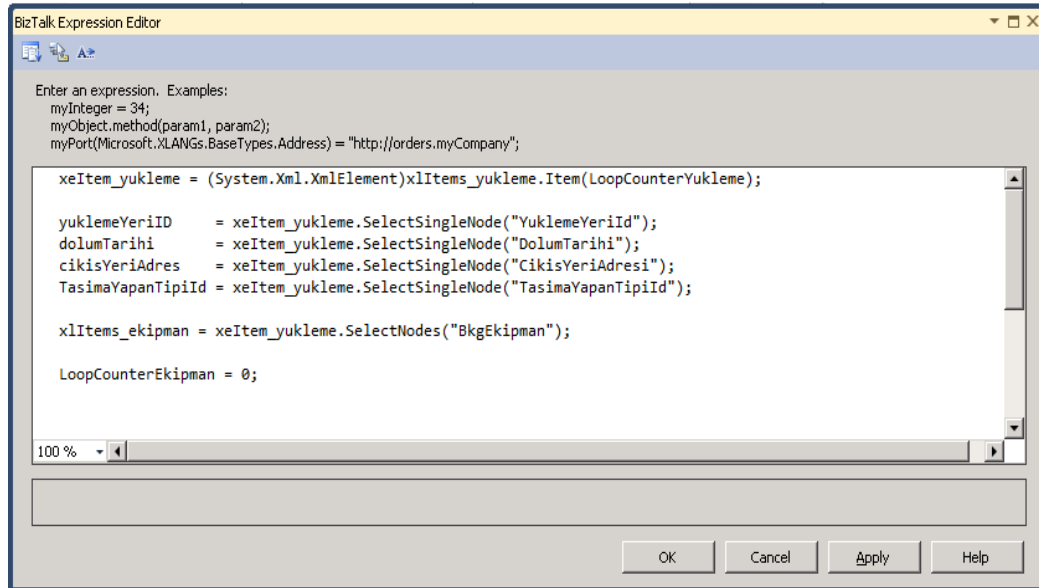 BizTalk Expression Editor
Enter an expression. Examples:
myInteger = 34;
myObject.method(param1, param2);
myPort(Microsoft.XLANGs.BaseTypes.Address) = "http://orders.myCompany";
xeItem_yukleme = (System.Xml.XmlElement)xlItems_yukleme.Item(LoopCounterYukleme);
yuklemeYeriID = xeItem_yukleme.SelectSingleNode("YuklemeYeriId");
dolumTarihi = xeItem_yukleme.SelectSingleNode("DolumTarihi");
cikisYeriAdres = xeItem_yukleme.SelectSingleNode("CikisYeriAdresi");
TasimaYapanTipiId = xeItem_yukleme.SelectSingleNode("TasimaYapanTipiId");
xlItems_ekipman = xeItem_yukleme.SelectNodes("BkgEkipman");
LoopCounterEkipman = 0;
100 %
OK Cancel Apply Help